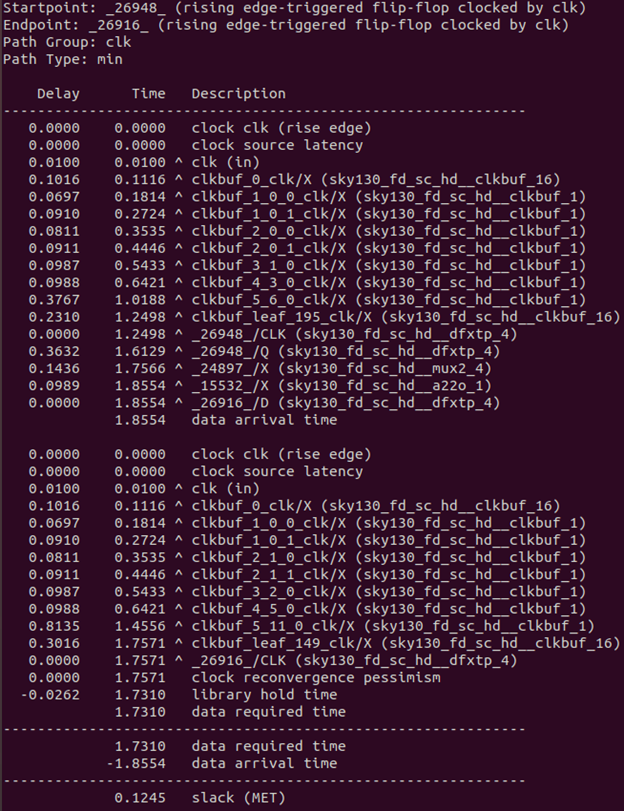 Startpoint: _26948_ (rising edge-triggered flip-flop clocked by clk)
Endpoint: _26916_ (rising edge-triggered flip-flop clocked by clk)
Path Group: clk
Path Type: min
Delay Time Description
---------------------------------------------------------------
0.0000 0.0000 clock clk (rise edge)
0.0000 0.0000 clock source latency
0.0100 0.0100 ^ clk (in)
0.1016 0.1116 ^ clkbuf_0_clk/X (sky130_fd_sc_hd__clkbuf_16)
0.0697 0.1814 ^ clkbuf_1_0_0_clk/X (sky130_fd_sc_hd__clkbuf_1)
0.0910 0.2724 ^ clkbuf_1_0_1_clk/X (sky130_fd_sc_hd__clkbuf_1)
0.0811 0.3535 ^ clkbuf_2_0_0_clk/X (sky130_fd_sc_hd__clkbuf_1)
0.0911 0.4446 ^ clkbuf_2_0_1_clk/X (sky130_fd_sc_hd__clkbuf_1)
0.0987 0.5433 ^ clkbuf_3_1_0_clk/X (sky130_fd_sc_hd__clkbuf_1)
0.0988 0.6421 ^ clkbuf_4_3_0_clk/X (sky130_fd_sc_hd__clkbuf_1)
0.3767 1.0188 ^ clkbuf_5_6_0_clk/X (sky130_fd_sc_hd__clkbuf_1)
0.2310 1.2498 ^ clkbuf_leaf_195_clk/X (sky130_fd_sc_hd__clkbuf_16)
0.0000 1.2498 ^ _26948_/CLK (sky130_fd_sc_hd__dfxtp_4)
0.3632 1.6129 ^ _26948_/Q (sky130_fd_sc_hd__dfxtp_4)
0.1436 1.7566 ^ _24897_/X (sky130_fd_sc_hd__mux2_4)
0.0989 1.8554 ^ _15532_/X (sky130_fd_sc_hd__a22o_1)
0.0000 1.8554 ^ _26916_/D (sky130_fd_sc_hd__dfxtp_4)
1.8554 data arrival time
0.0000 0.0000 clock clk (rise edge)
0.0000 0.0000 clock source latency
0.0100 0.0100 ^ clk (in)
0.1016 0.1116 ^ clkbuf_0_clk/X (sky130_fd_sc_hd__clkbuf_16)
0.0697 0.1814 ^ clkbuf_1_0_0_clk/X (sky130_fd_sc_hd__clkbuf_1)
0.0910 0.2724 ^ clkbuf_1_0_1_clk/X (sky130_fd_sc_hd__clkbuf_1)
0.0811 0.3535 ^ clkbuf_2_1_0_clk/X (sky130_fd_sc_hd__clkbuf_1)
0.0911 0.4446 ^ clkbuf_2_1_1_clk/X (sky130_fd_sc_hd__clkbuf_1)
0.0987 0.5433 ^ clkbuf_3_2_0_clk/X (sky130_fd_sc_hd__clkbuf_1)
0.0988 0.6421 ^ clkbuf_4_5_0_clk/X (sky130_fd_sc_hd__clkbuf_1)
0.8135 1.4556 ^ clkbuf_5_11_0_clk/X (sky130_fd_sc_hd__clkbuf_1)
0.3016 1.7571 ^ clkbuf_leaf_149_clk/X (sky130_fd_sc_hd__clkbuf_16)
0.0000 1.7571 ^ _26916_/CLK (sky130_fd_sc_hd__dfxtp_4)
0.0000 1.7571 clock reconvergence pessimism
-0.0262 1.7310 library hold time
1.7310 data required time
---------------------------------------------------------------
1.7310 data required time
-1.8554 data arrival time
---------------------------------------------------------------
0.1245 slack (MET)